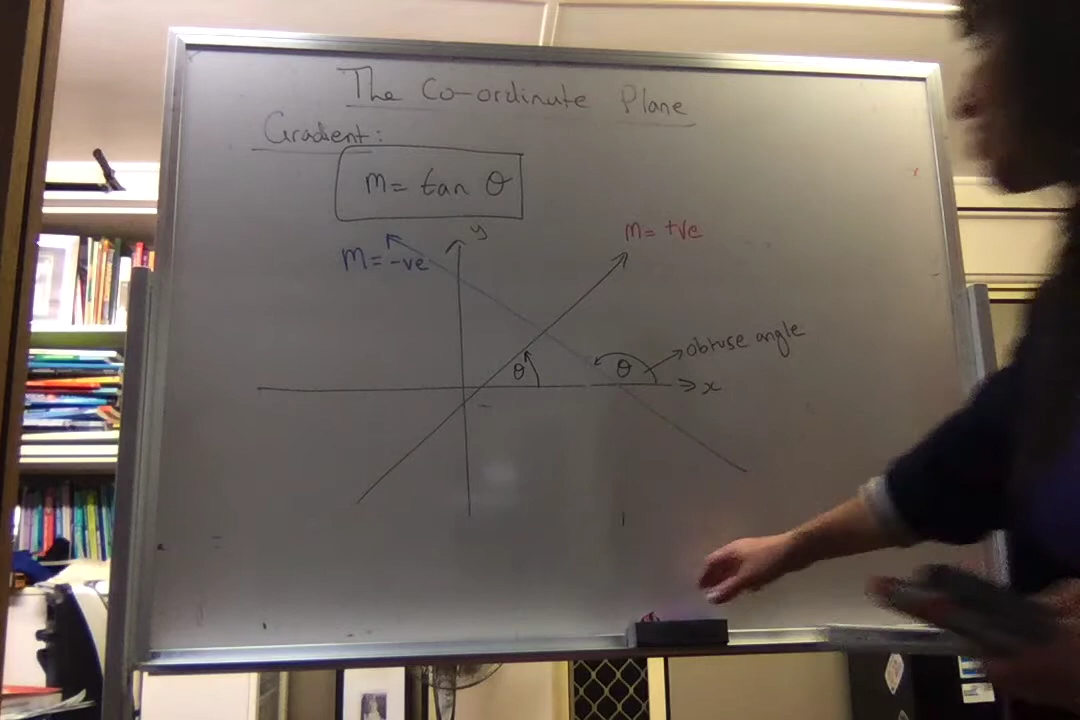 The Co-ordinate Plane
Gradient:
m = tan θ
y
m = +ve
m = -ve
obtuse angle
θ
θ
x